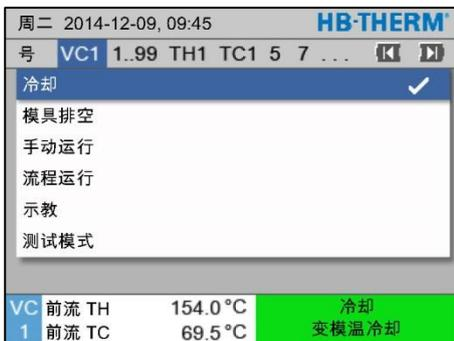 周二 2014-12-09, 09:45 HB-THERM®
号 VC1 1..99 TH1 TC1 5 7 ...
冷却
模具排空
手动运行
流程运行
示教
测试模式
VC 前流 TH 154.0 °C 冷却
1 前流 TC 69.5 °C 变模温冷却